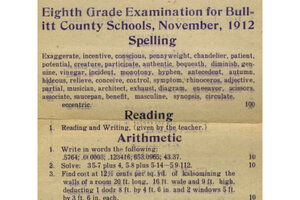 Eighth Grade Examination for Bull-
itt County Schools, November, 1912
Spelling
Exaggerate, incentive, conscious, pennyweight, chandelier, patient,
potential, creature, participate, authentic, bequeath, diminish, gen-
uine, vinegar, incident, monotony, hyphen, antecedent, autumn,
hideous, relieve, conceive, control, symptom, rhinoceros, adjective,
partial, musician, architect, exhaust, diagram, endeavor, scissors,
associate, saucepan, benefit, masculine, synopsis, circulate,
eccentric. 100
Reading
1. Reading and Writing, (given by the teacher.)
Arithmetic
1. Write in words the following:
.5764; .000003; .123416; 653.0965; 43.37. 10
2. Solve: 35.7 plus 4, 5.8 plus 5.14—59.112. 10
3. Find cost at 12½ cents per sq. yd. of kalsomining the
walls of a room 20 ft. long, 16 ft. wide and 9 ft. high,
deducting 1 door 8 ft. by 4 ft. 6 in. and 2 windows 5
ft. by 3 ft. 6 in. each. 10